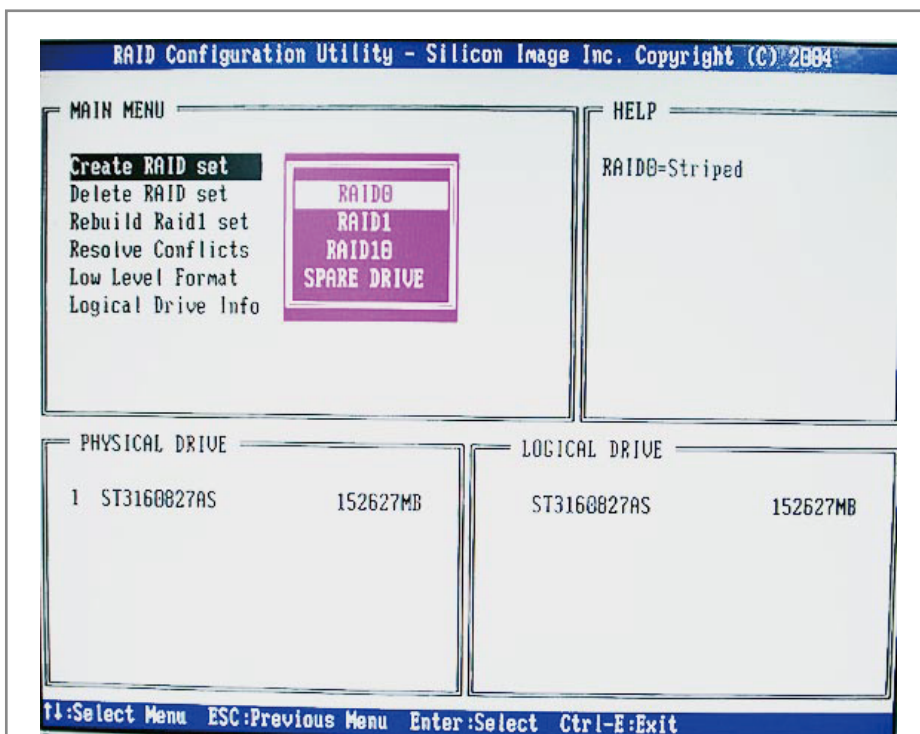 RAID Configuration Utility - Silicon Image Inc. Copyright (C) 2004
MAIN MENU
Create RAID set
Delete RAID set
Rebuild Raid1 set
Resolve Conflicts
Low Level Format
Logical Drive Info
RAID0
RAID1
RAID10
SPARE DRIVE
HELP
RAID0=Striped
PHYSICAL DRIVE
1 ST3160827AS 152627MB
LOGICAL DRIVE
ST3160827AS 152627MB
↑↓:Select Menu ESC:Previous Menu Enter:Select Ctrl-E:Exit